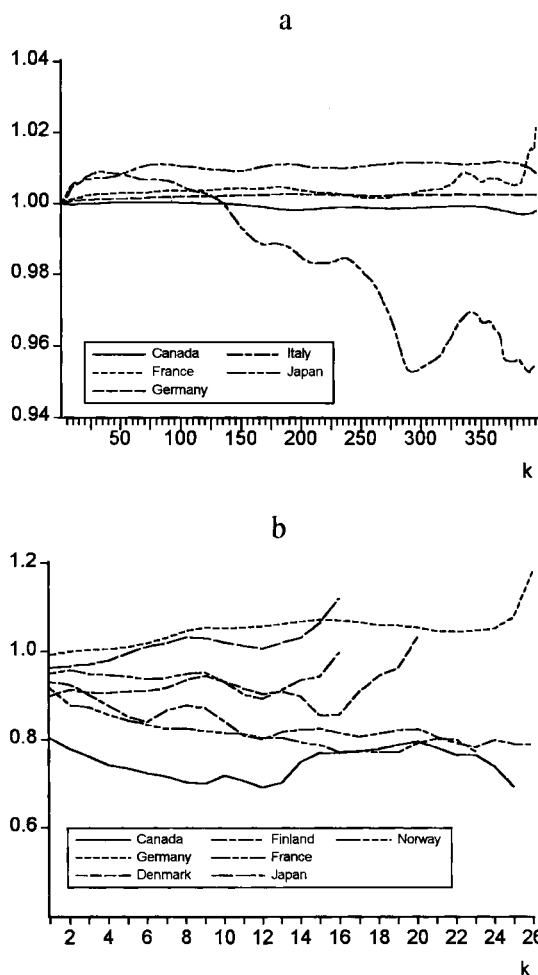 a
1.04
1.02
1.00
0.98
0.96
0.94
Canada Italy
France Japan
Germany
50 100 150 200 250 300 350
k
b
1.2
1.0
0.8
0.6
Canada Finland Norway
Germany France
Denmark Japan
2 4 6 8 10 12 14 16 18 20 22 24 26
k